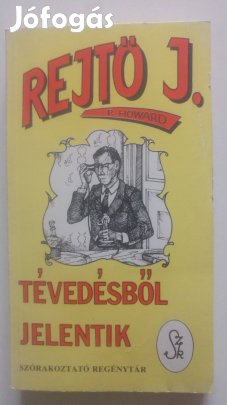 Jófogás
REJTŐ J.
P. HOWARD
TÉVEDÉSBŐL
JELENTIK
SZÓRAKOZTATÓ REGÉNYTÁR